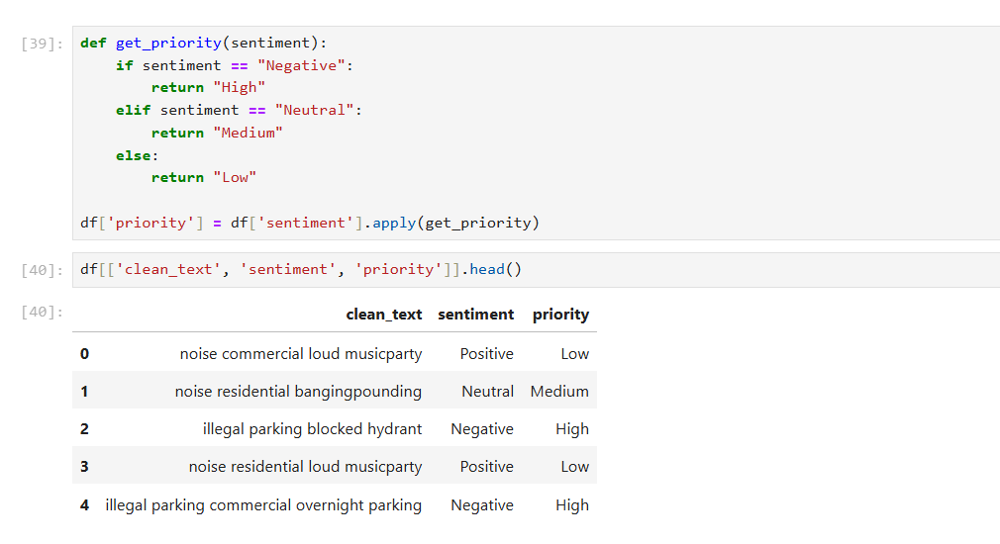 [39]: def get_priority(sentiment):
    if sentiment == "Negative":
        return "High"
    elif sentiment == "Neutral":
        return "Medium"
    else:
        return "Low"
df['priority'] = df['sentiment'].apply(get_priority)
[40]: df[['clean_text', 'sentiment', 'priority']].head()
[40]: clean_text sentiment priority
0 noise commercial loud musicparty Positive Low
1 noise residential bangingpounding Neutral Medium
2 illegal parking blocked hydrant Negative High
3 noise residential loud musicparty Positive Low
4 illegal parking commercial overnight parking Negative High